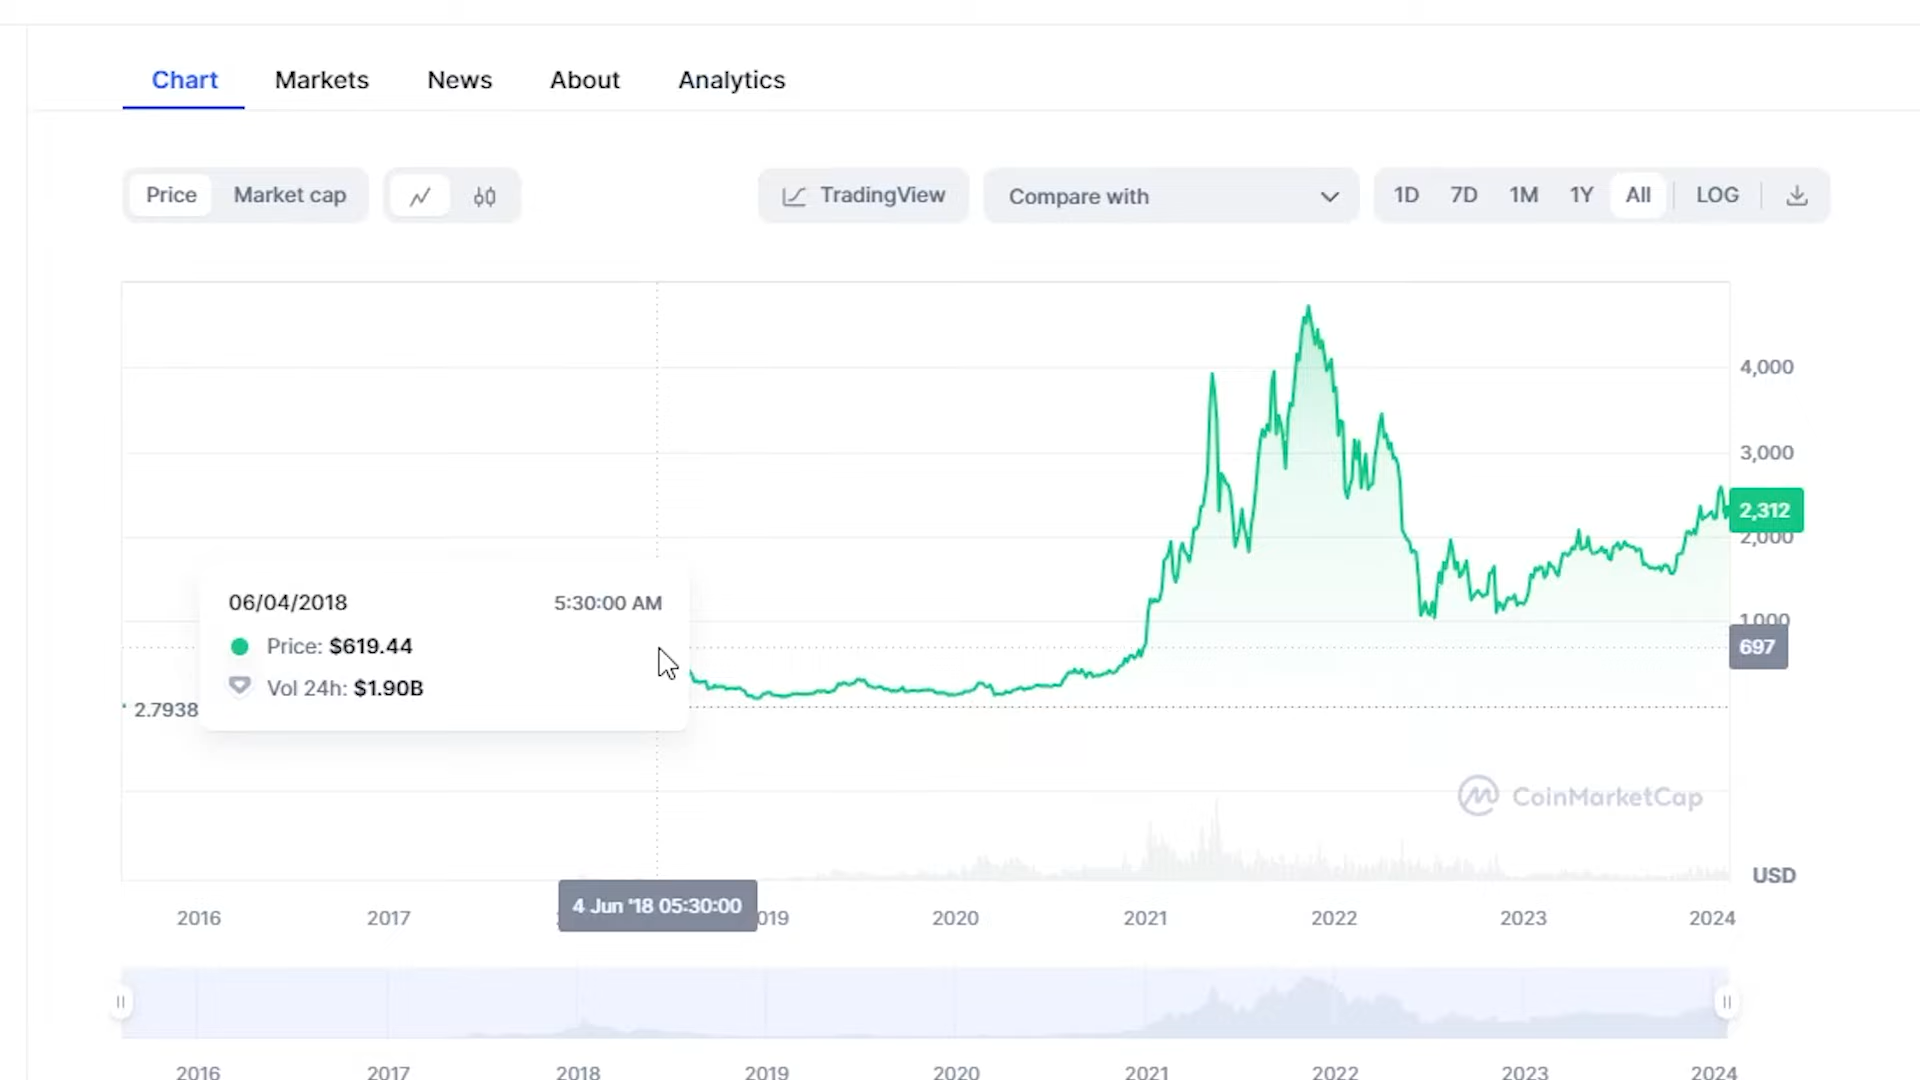 Chart Markets News About Analytics
Price Market cap TradingView Compare with 1D 7D 1M 1Y All LOG
4,000
3,000
2,312
2,000
1,000
697
06/04/2018 5:30:00 AM
Price: $619.44
Vol 24h: $1.90B
2.7938
CoinMarketCap
USD
4 Jun '18 05:30:00
2016 2017 019 2020 2021 2022 2023 2024
2016 2017 2018 2019 2020 2021 2022 2023 2024